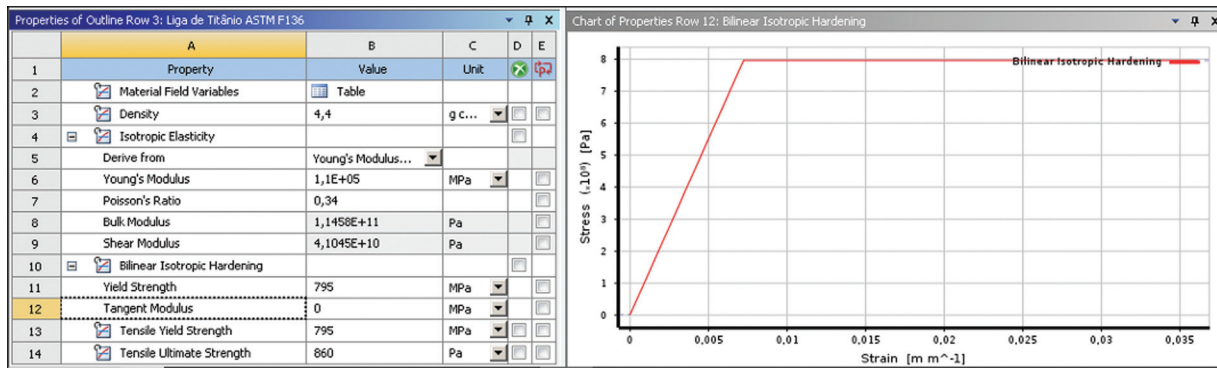 Properties of Outline Row 3: Liga de Titânio ASTM F136
A B C D E
1 Property Value Unit
2 Material Field Variables Table
3 Density 4,4 g c...
4 Isotropic Elasticity
5 Derive from Young's Modulus...
6 Young's Modulus 1,1E+05 MPa
7 Poisson's Ratio 0,34
8 Bulk Modulus 1,1458E+11 Pa
9 Shear Modulus 4,1045E+10 Pa
10 Bilinear Isotropic Hardening
11 Yield Strength 795 MPa
12 Tangent Modulus 0 MPa
13 Tensile Yield Strength 795 MPa
14 Tensile Ultimate Strength 860 Pa
Chart of Properties Row 12: Bilinear Isotropic Hardening
Bilinear Isotropic Hardening
Stress (.10⁸) [Pa]
8
7
6
5
4
3
2
1
0
0 0,005 0,01 0,015 0,02 0,025 0,03 0,035
Strain [m m^-1]